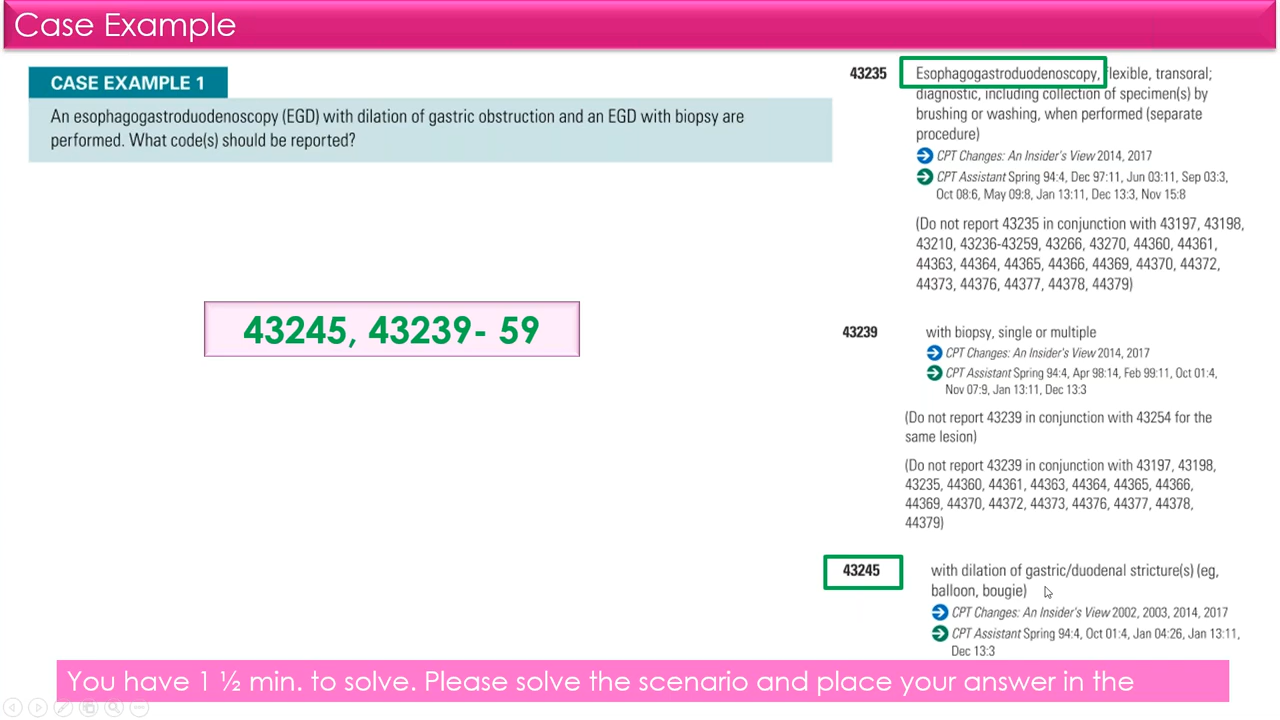 Case Example
CASE EXAMPLE 1
An esophagogastroduodenoscopy (EGD) with dilation of gastric obstruction and an EGD with biopsy are
performed. What code(s) should be reported?
43245, 43239- 59
43235 Esophagogastroduodenoscopy, flexible, transoral;
diagnostic, including collection of specimen(s) by
brushing or washing, when performed (separate
procedure)
CPT Changes: An Insider's View 2014, 2017
CPT Assistant Spring 94:4, Dec 97:11, Jun 03:11, Sep 03:3,
Oct 08:6, May 09:8, Jan 13:11, Dec 13:3, Nov 15:8
(Do not report 43235 in conjunction with 43197, 43198,
43210, 43236-43259, 43266, 43270, 44360, 44361,
44363, 44364, 44365, 44366, 44369, 44370, 44372,
44373, 44376, 44377, 44378, 44379)
43239 with biopsy, single or multiple
CPT Changes: An Insider's View 2014, 2017
CPT Assistant Spring 94:4, Apr 98:14, Feb 99:11, Oct 01:4,
Nov 07:9, Jan 13:11, Dec 13:3
(Do not report 43239 in conjunction with 43254 for the
same lesion)
(Do not report 43239 in conjunction with 43197, 43198,
43235, 44360, 44361, 44363, 44364, 44365, 44366,
44369, 44370, 44372, 44373, 44376, 44377, 44378,
44379)
43245 with dilation of gastric/duodenal stricture(s) (eg,
balloon, bougie)
CPT Changes: An Insider's View 2002, 2003, 2014, 2017
CPT Assistant Spring 94:4, Oct 01:4, Jan 04:26, Jan 13:11,
Dec 13:3
You have 1 ½ min. to solve. Please solve the scenario and place your answer in the